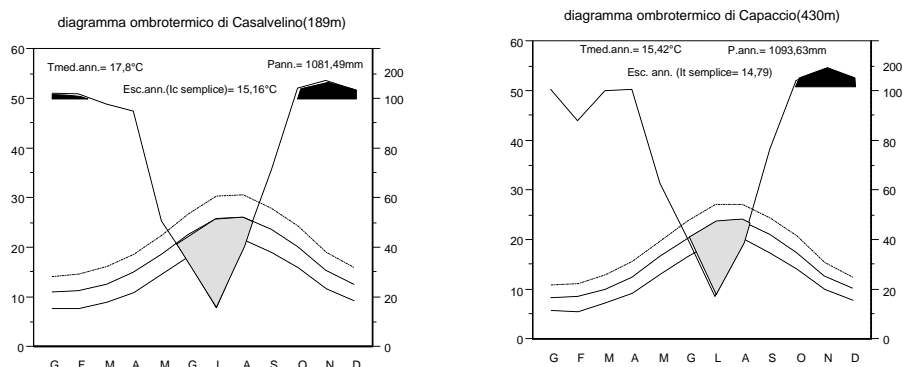 diagramma ombrotermico di Casalvelino(189m)
60
50
40
30
20
10
0
Tmed.ann.= 17,8°C
Pann.= 1081,49mm
Esc.ann.(Ic semplice)= 15,16°C
200
100
80
60
40
20
0
G F M A M G L A S O N D
diagramma ombrotermico di Capaccio(430m)
60
50
40
30
20
10
0
Tmed.ann.= 15,42°C
P.ann.= 1093,63mm
Esc. ann. (It semplice= 14,79)
200
100
80
60
40
20
0
G F M A M G L A S O N D